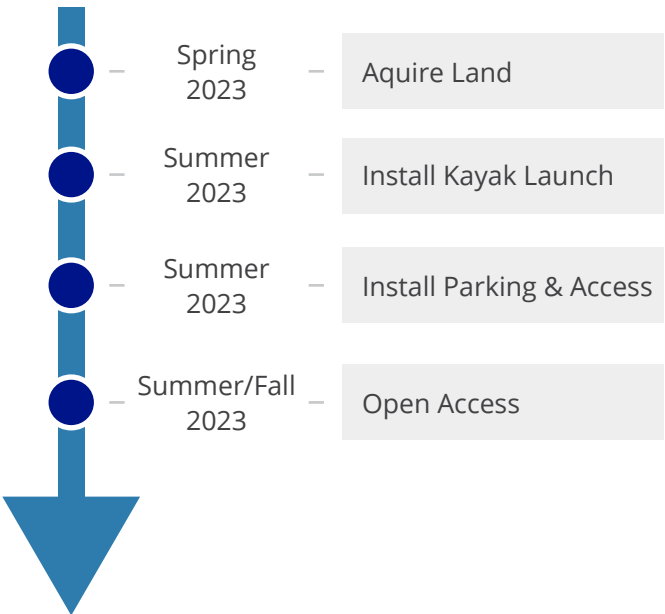 Spring
2023
Aquire Land
Summer
2023
Install Kayak Launch
Summer
2023
Install Parking & Access
Summer/Fall
2023
Open Access